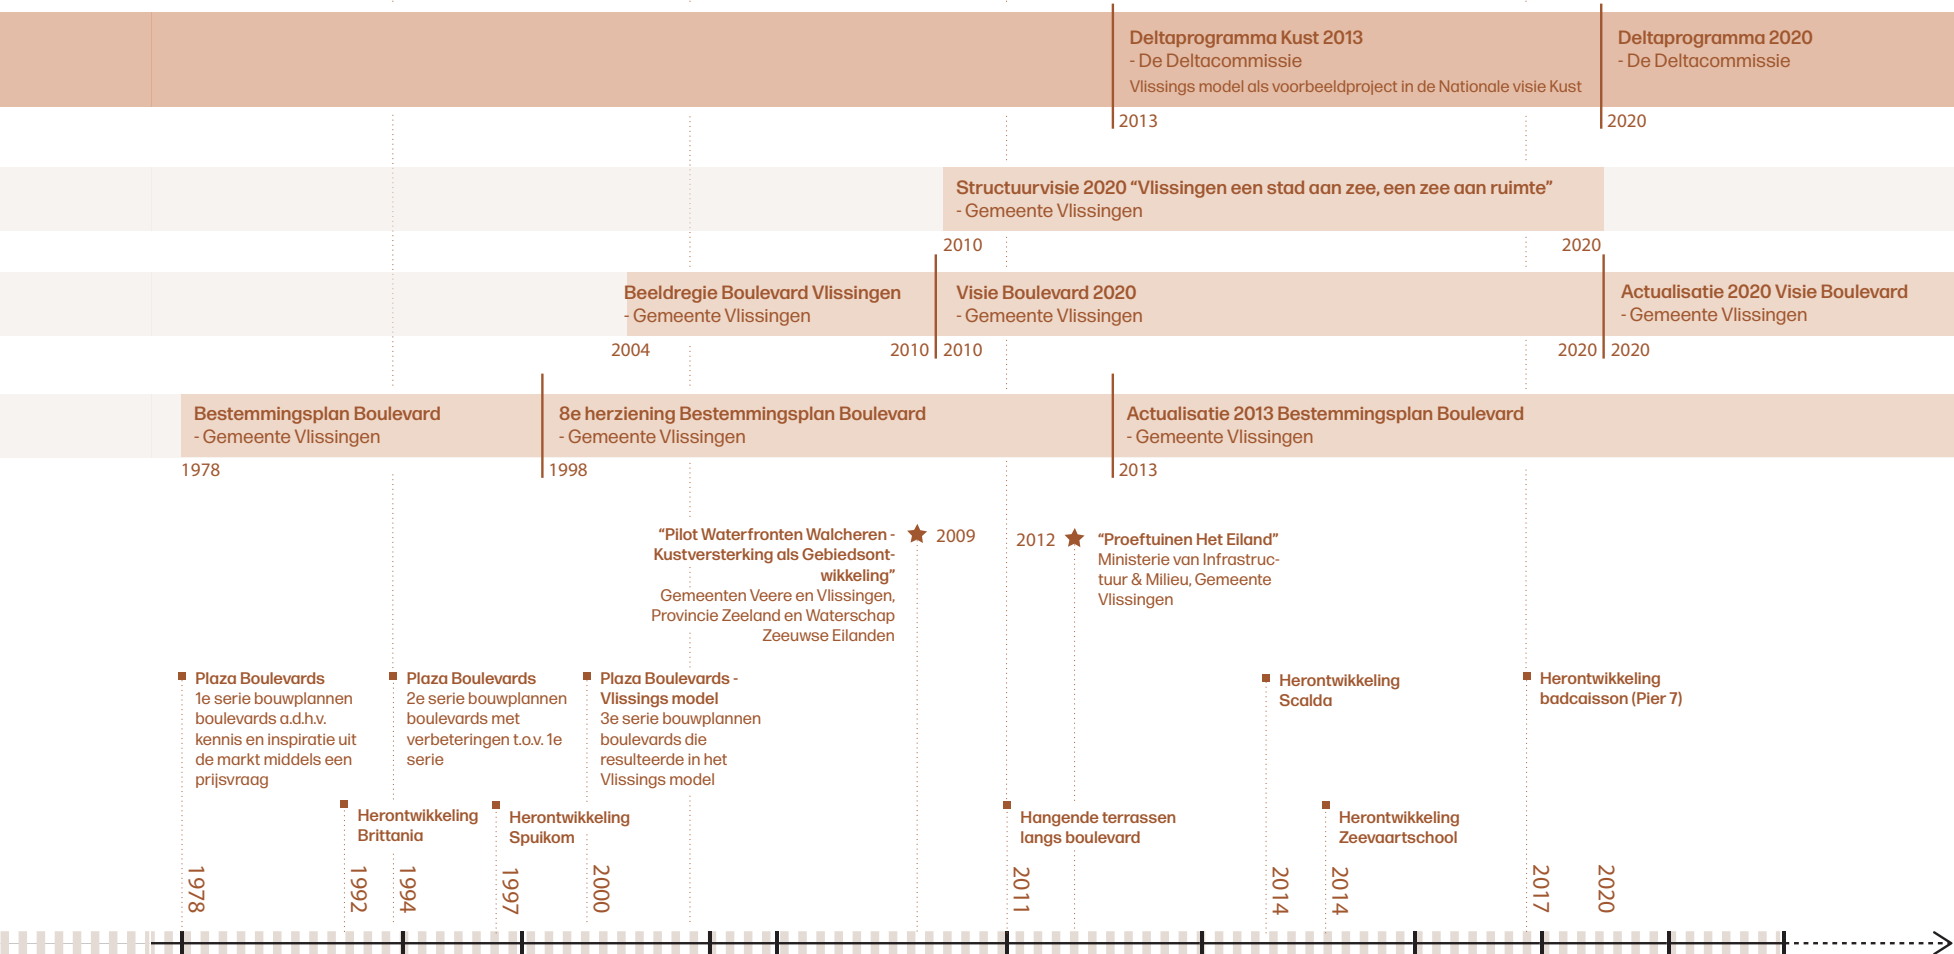 Deltaprogramma Kust 2013
- De Deltacommissie
Vlissings model als voorbeeldproject in de Nationale visie Kust
2013
Deltaprogramma 2020
- De Deltacommissie
2020
Structuurvisie 2020 “Vlissingen een stad aan zee, een zee aan ruimte”
- Gemeente Vlissingen
2010
2020
Beeldregie Boulevard Vlissingen
- Gemeente Vlissingen
2004
2010
Visie Boulevard 2020
- Gemeente Vlissingen
2010
2020
Actualisatie 2020 Visie Boulevard
- Gemeente Vlissingen
2020
Bestemmingsplan Boulevard
- Gemeente Vlissingen
1978
8e herziening Bestemmingsplan Boulevard
- Gemeente Vlissingen
1998
Actualisatie 2013 Bestemmingsplan Boulevard
- Gemeente Vlissingen
2013
“Pilot Waterfronten Walcheren -
Kustversterking als Gebiedsont-
wikkeling”
Gemeenten Veere en Vlissingen,
Provincie Zeeland en Waterschap
Zeeuwse Eilanden
2009
2012
“Proeftuinen Het Eiland”
Ministerie van Infrastruc-
tuur & Milieu, Gemeente
Vlissingen
Plaza Boulevards
1e serie bouwplannen
boulevards a.d.h.v.
kennis en inspiratie uit
de markt middels een
prijsvraag
Plaza Boulevards
2e serie bouwplannen
boulevards met
verbeteringen t.o.v. 1e
serie
Plaza Boulevards -
Vlissings model
3e serie bouwplannen
boulevards die
resulteerde in het
Vlissings model
Herontwikkeling
Scalda
Herontwikkeling
badcaisson (Pier 7)
Herontwikkeling
Brittania
Herontwikkeling
Spuikom
Hangende terrassen
langs boulevard
Herontwikkeling
Zeevaartschool
1978
1992
1994
1997
2000
2011
2014
2014
2017
2020